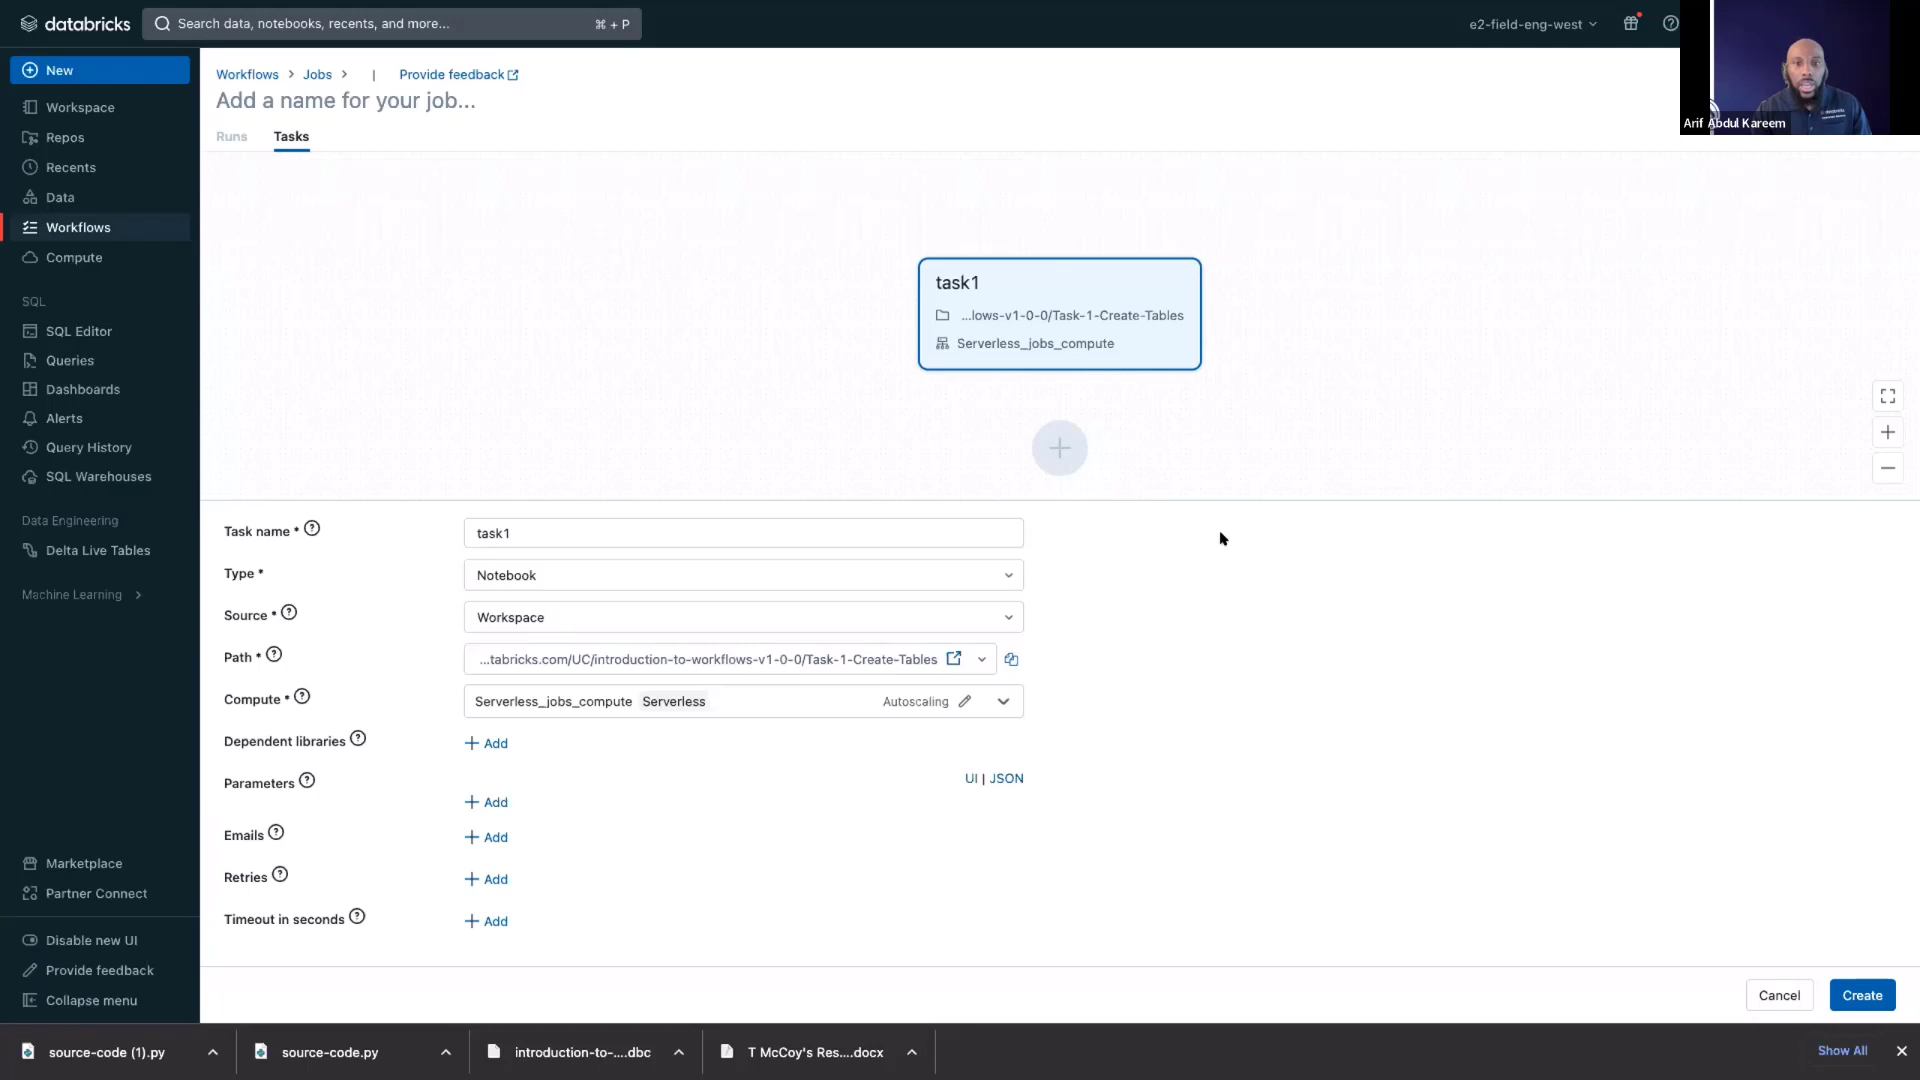 databricks
Search data, notebooks, recents, and more...
⌘ + P
e2-field-eng-west
New
Workspace
Repos
Recents
Data
Workflows
Compute
SQL
SQL Editor
Queries
Dashboards
Alerts
Query History
SQL Warehouses
Data Engineering
Delta Live Tables
Machine Learning
Marketplace
Partner Connect
Disable new UI
Provide feedback
Collapse menu
Workflows > Jobs > | Provide feedback
Add a name for your job...
Runs Tasks
task1
...lows-v1-0-0/Task-1-Create-Tables
Serverless_jobs_compute
Task name * task1
Type * Notebook
Source * Workspace
Path * ...tabricks.com/UC/introduction-to-workflows-v1-0-0/Task-1-Create-Tables
Compute * Serverless_jobs_compute Serverless Autoscaling
Dependent libraries + Add
Parameters UI | JSON
+ Add
Emails + Add
Retries + Add
Timeout in seconds + Add
Cancel Create
Arif Abdul Kareem
source-code (1).py
source-code.py
introduction-to-....dbc
T McCoy's Res....docx
Show All